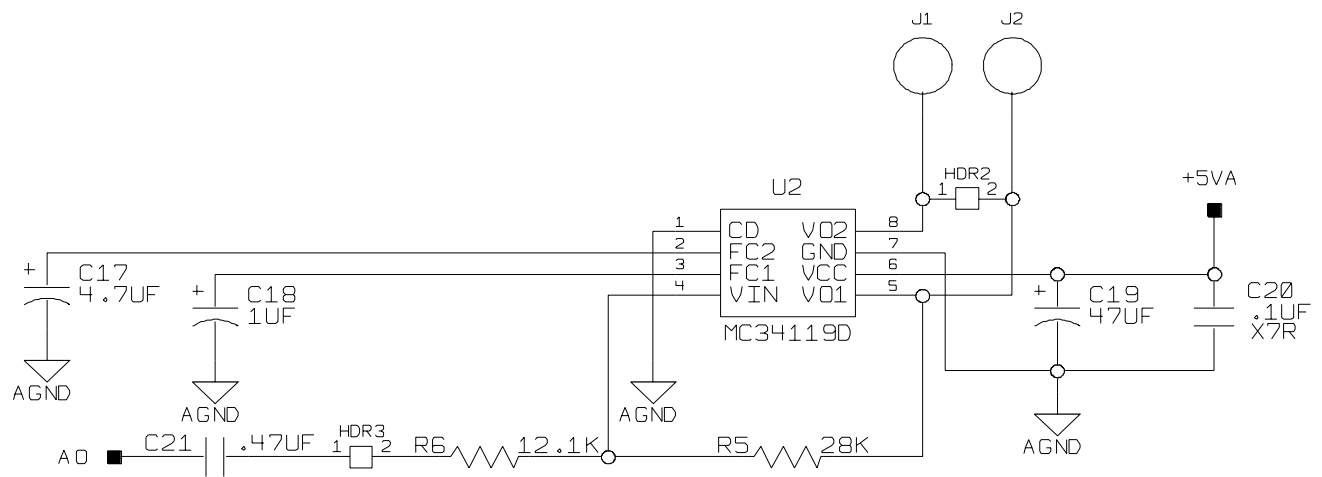 J1 J2
HDR2
1 2
+5VA
U2
1 CD VO2 8
2 FC2 GND 7
3 FC1 VCC 6
4 VIN VO1 5
MC34119D
+ C17
4.7UF
+ C18
1UF
+ C19
47UF
C20
.1UF
X7R
AGND
AGND
AGND
AGND
AO
C21 .47UF
HDR3
1 2
R6 12.1K
R5 28K